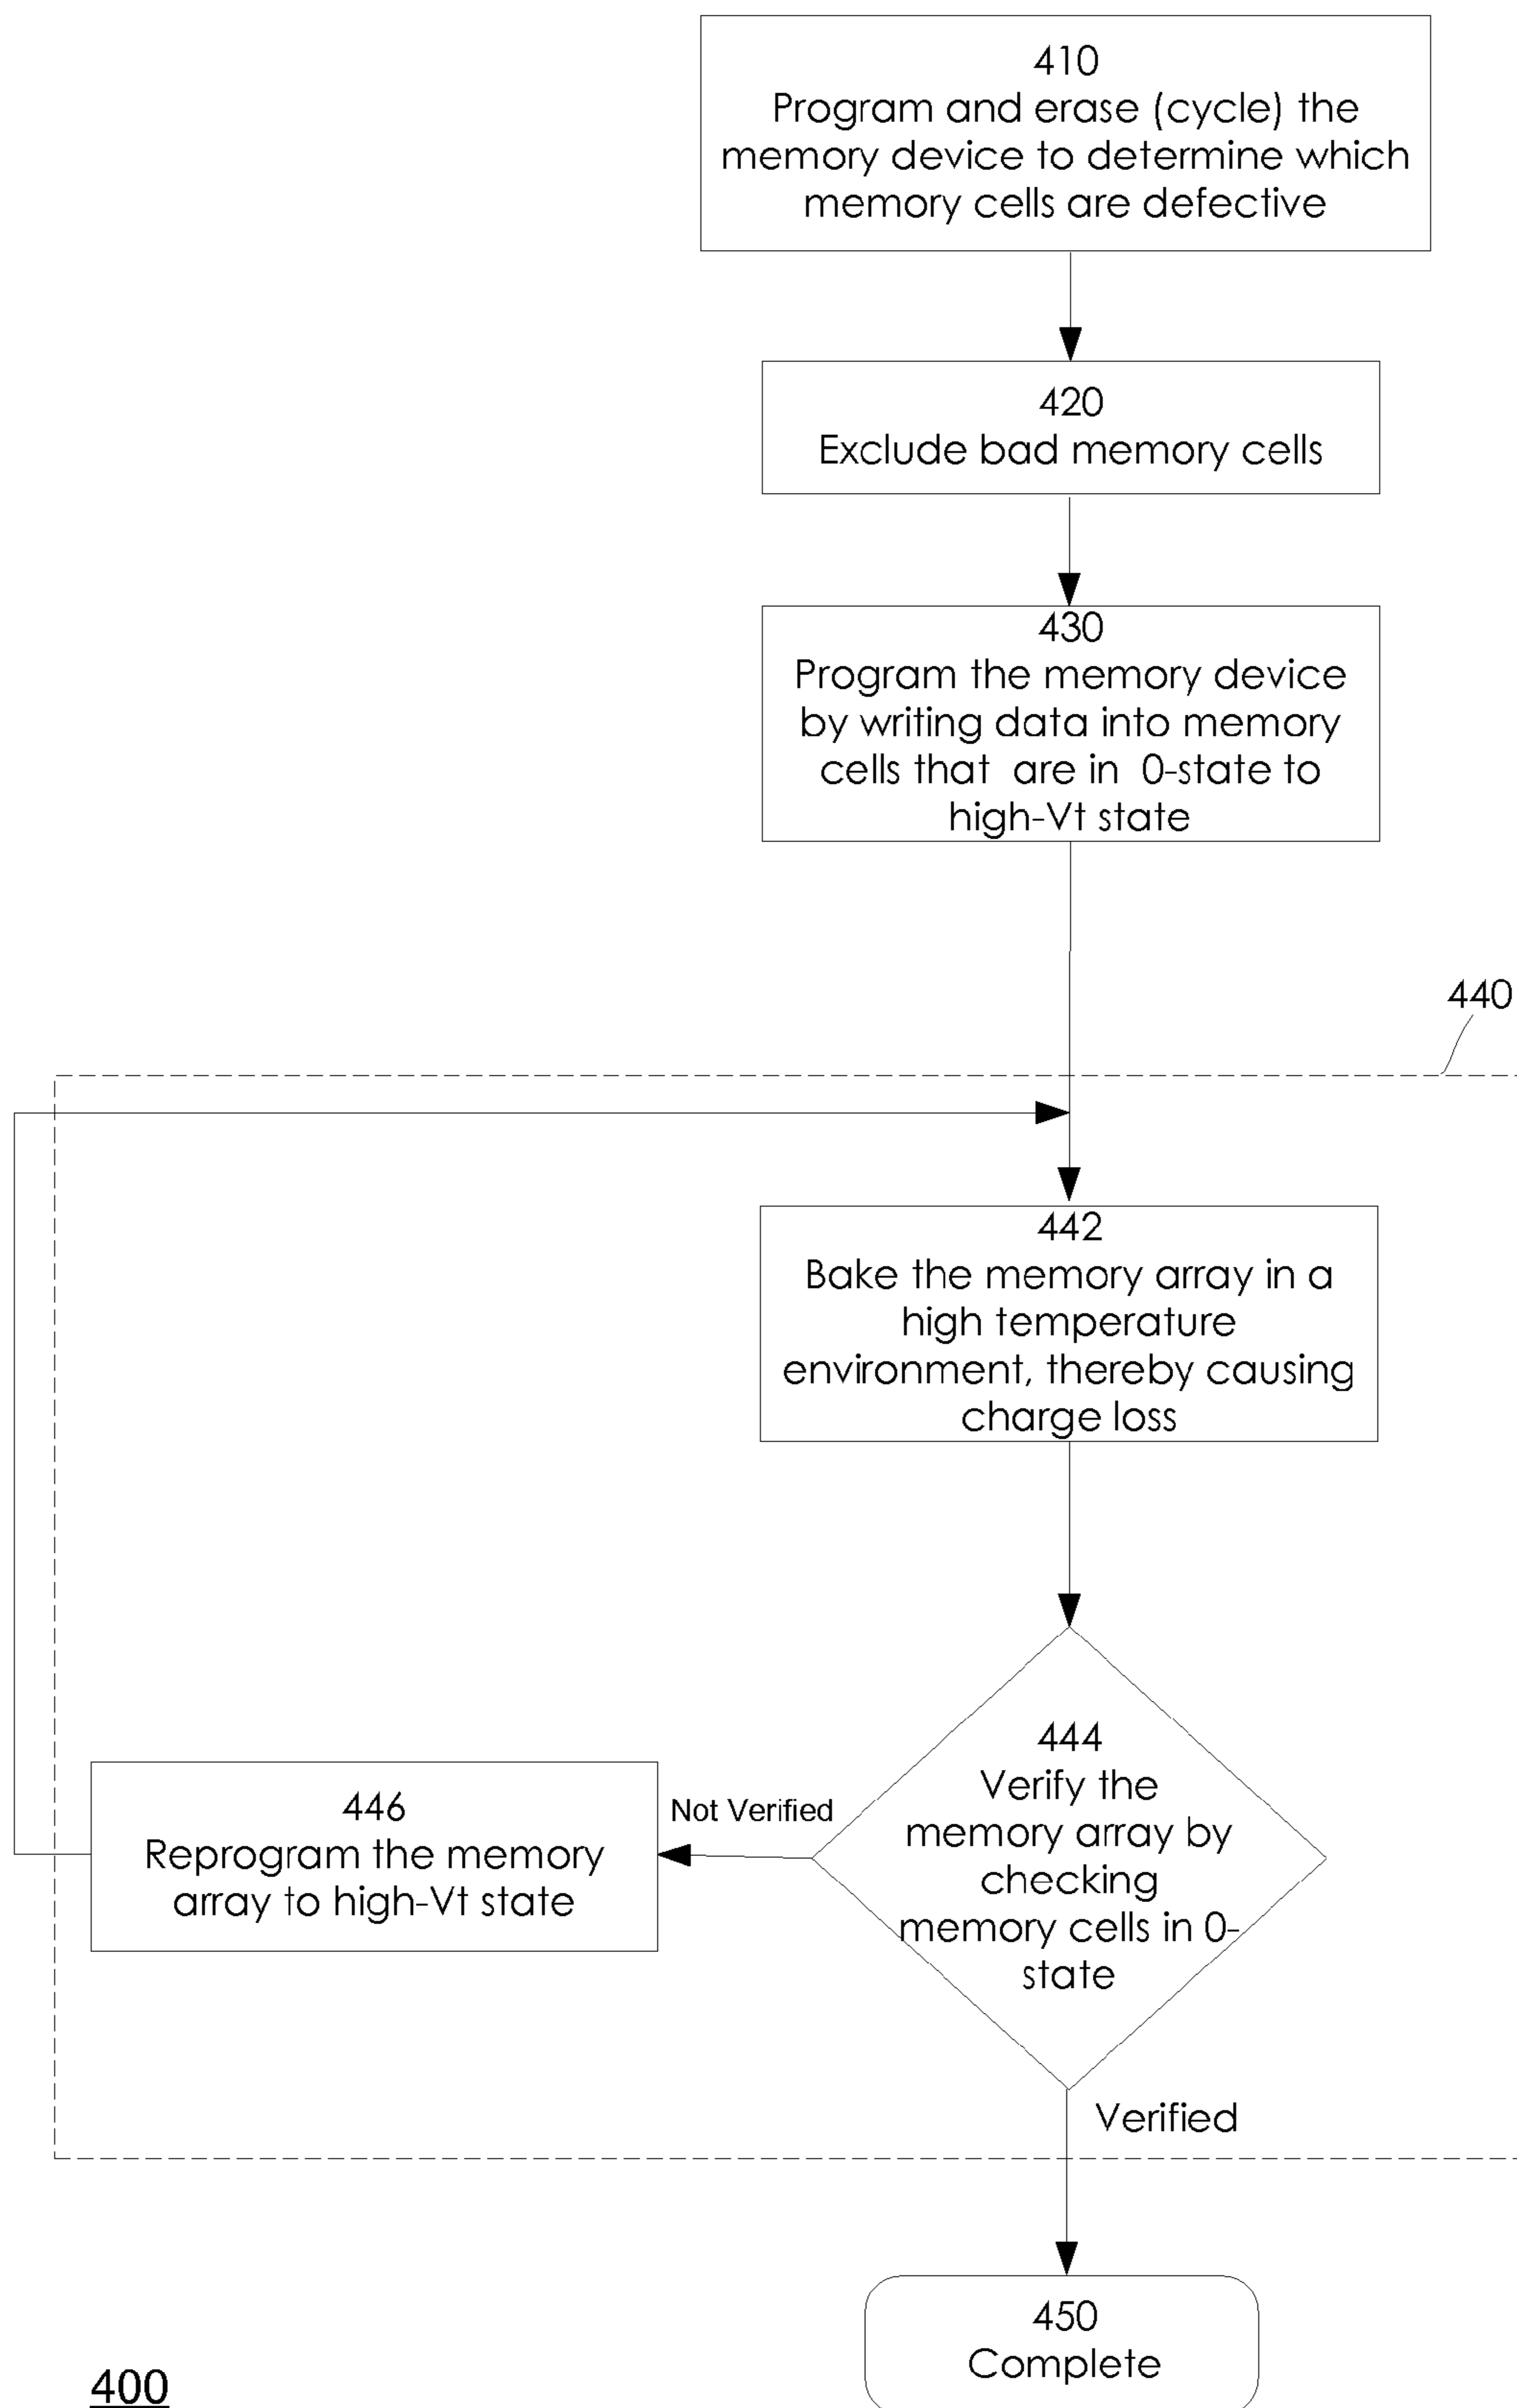 410
Program and erase (cycle) the
memory device to determine which
memory cells are defective
420
Exclude bad memory cells
430
Program the memory device
by writing data into memory
cells that are in 0-state to
high-Vt state
440
442
Bake the memory array in a
high temperature
environment, thereby causing
charge loss
444
Verify the
memory array by
checking
memory cells in 0-
state
Not Verified
446
Reprogram the memory
array to high-Vt state
Verified
450
Complete
400